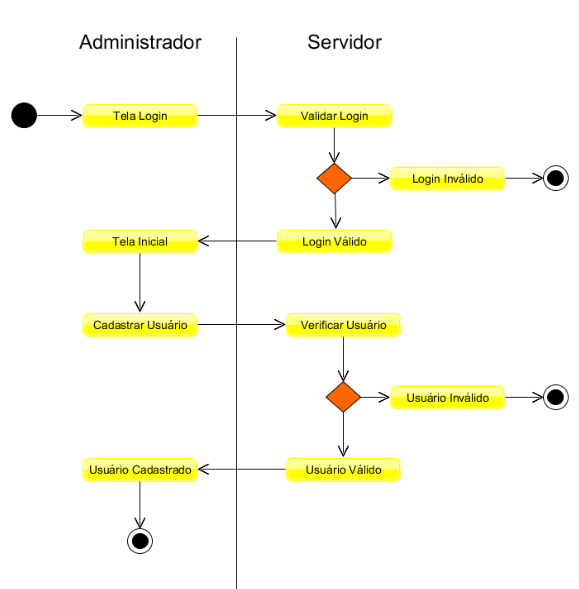 Administrador
Servidor
Tela Login
Validar Login
Login Inválido
Tela Inicial
Login Válido
Cadastrar Usuário
Verificar Usuário
Usuário Inválido
Usuário Cadastrado
Usuário Válido